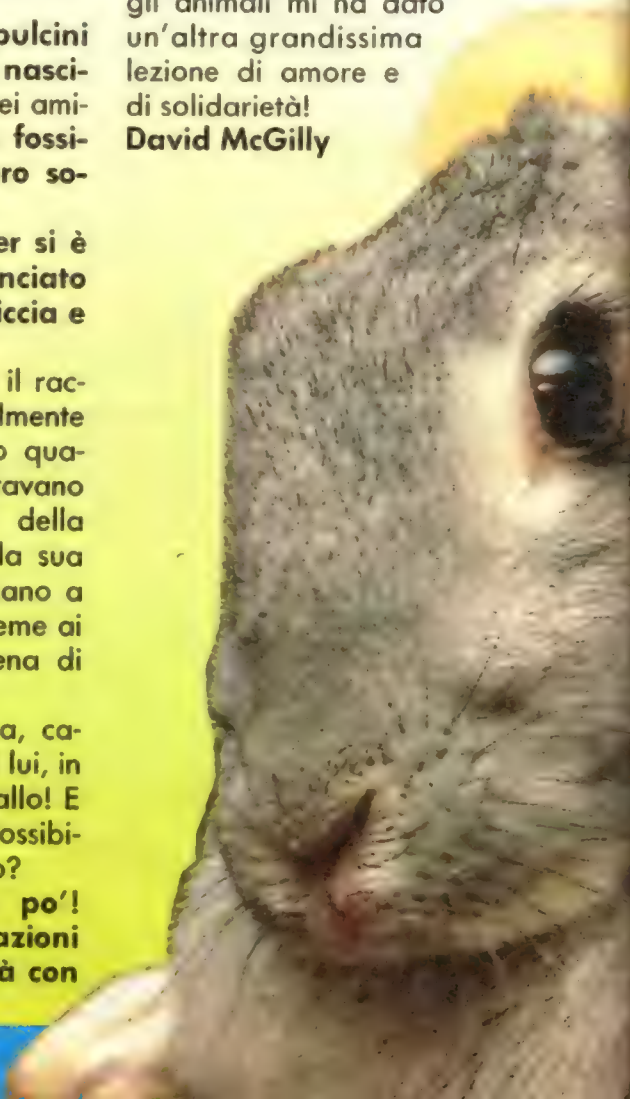 pulcini
nasci-
ei ami-
fossi-
ro so-
er si è
nciato
iccia e
il rac-
lmente
o qua-
avano
della
la sua
ano a
eme ai
ena di
a, ca-
lui, in
allo! E
ossibi-
o?
po'!
azioni
à con
gli animali mi ha dato
un'altra grandissima
lezione di amore e
di solidarietà!
David McGilly